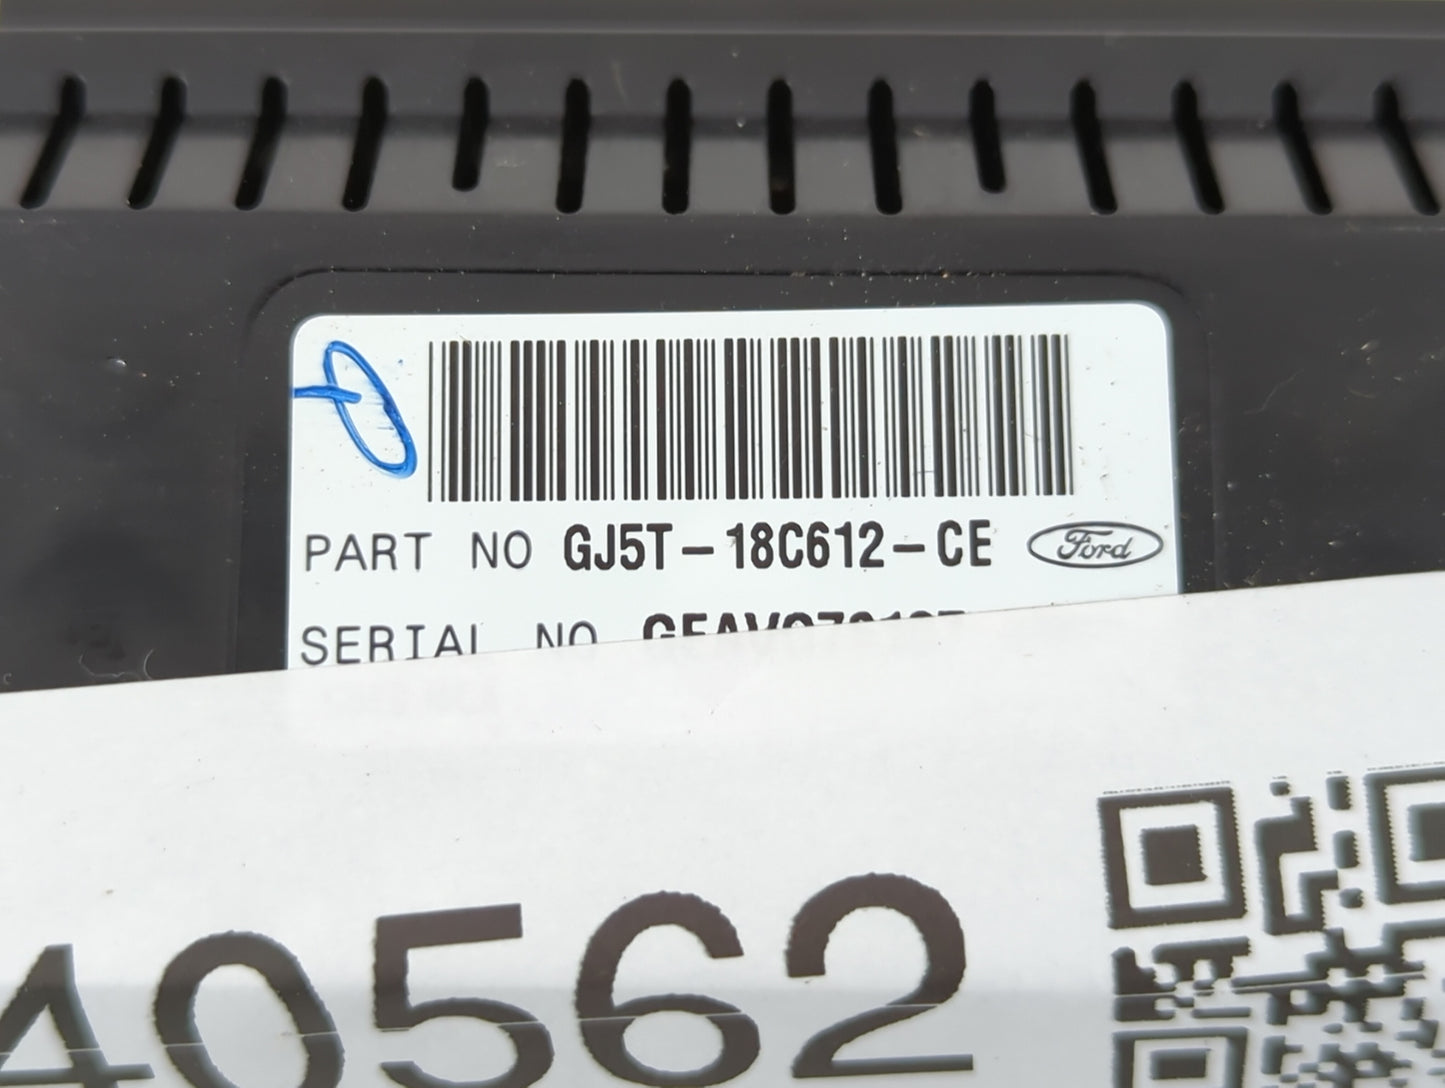 PART NO GJ5T-18C612-CE Ford
SERIAL NO
40562